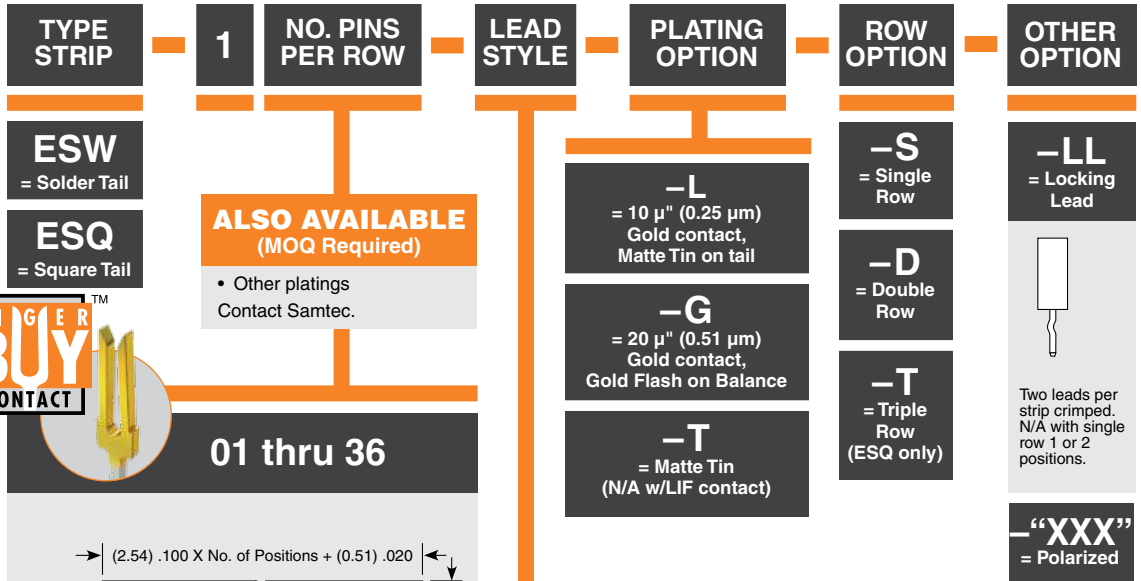 TYPE
STRIP
1
NO. PINS
PER ROW
LEAD
STYLE
PLATING
OPTION
ROW
OPTION
OTHER
OPTION
ESW
= Solder Tail
ESQ
= Square Tail
TM
BUY
CONTACT
ALSO AVAILABLE
(MOQ Required)
• Other platings
Contact Samtec.
01 thru 36
(2.54) .100 X No. of Positions + (0.51) .020
–L
= 10 µ" (0.25 µm)
Gold contact,
Matte Tin on tail
–G
= 20 µ" (0.51 µm)
Gold contact,
Gold Flash on Balance
–T
= Matte Tin
(N/A w/LIF contact)
–S
= Single
Row
–D
= Double
Row
–T
= Triple
Row
(ESQ only)
–LL
= Locking
Lead
Two leads per
strip crimped.
N/A with single
row 1 or 2
positions.
–“XXX”
= Polarized